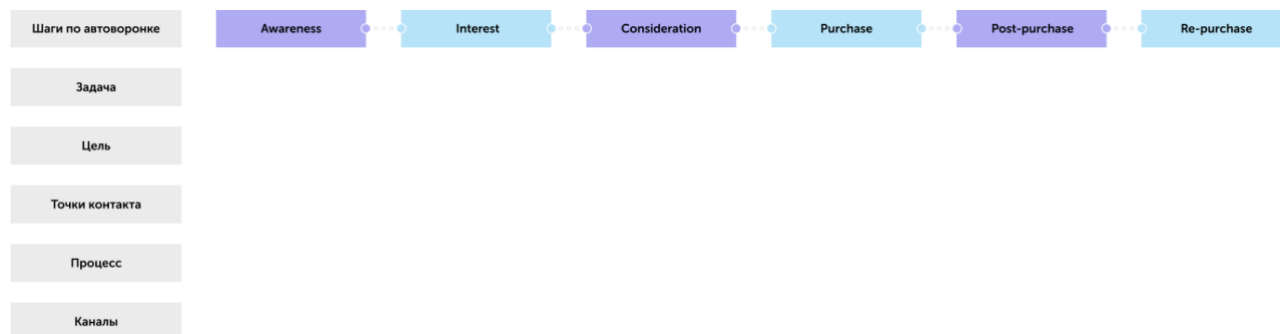 Шаги по автоворонке
Awareness
Interest
Consideration
Purchase
Post-purchase
Re-purchase
Задача
Цель
Точки контакта
Процесс
Каналы